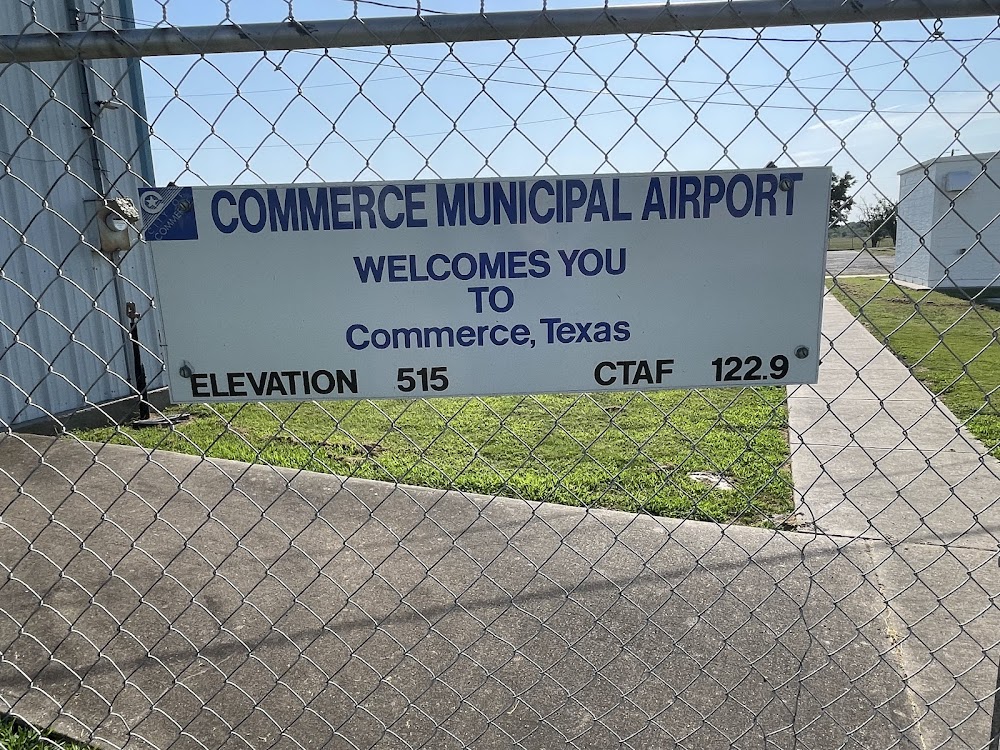 COMMERCE MUNICIPAL AIRPORT
WELCOMES YOU
TO
Commerce, Texas
ELEVATION 515 CTAF 122.9